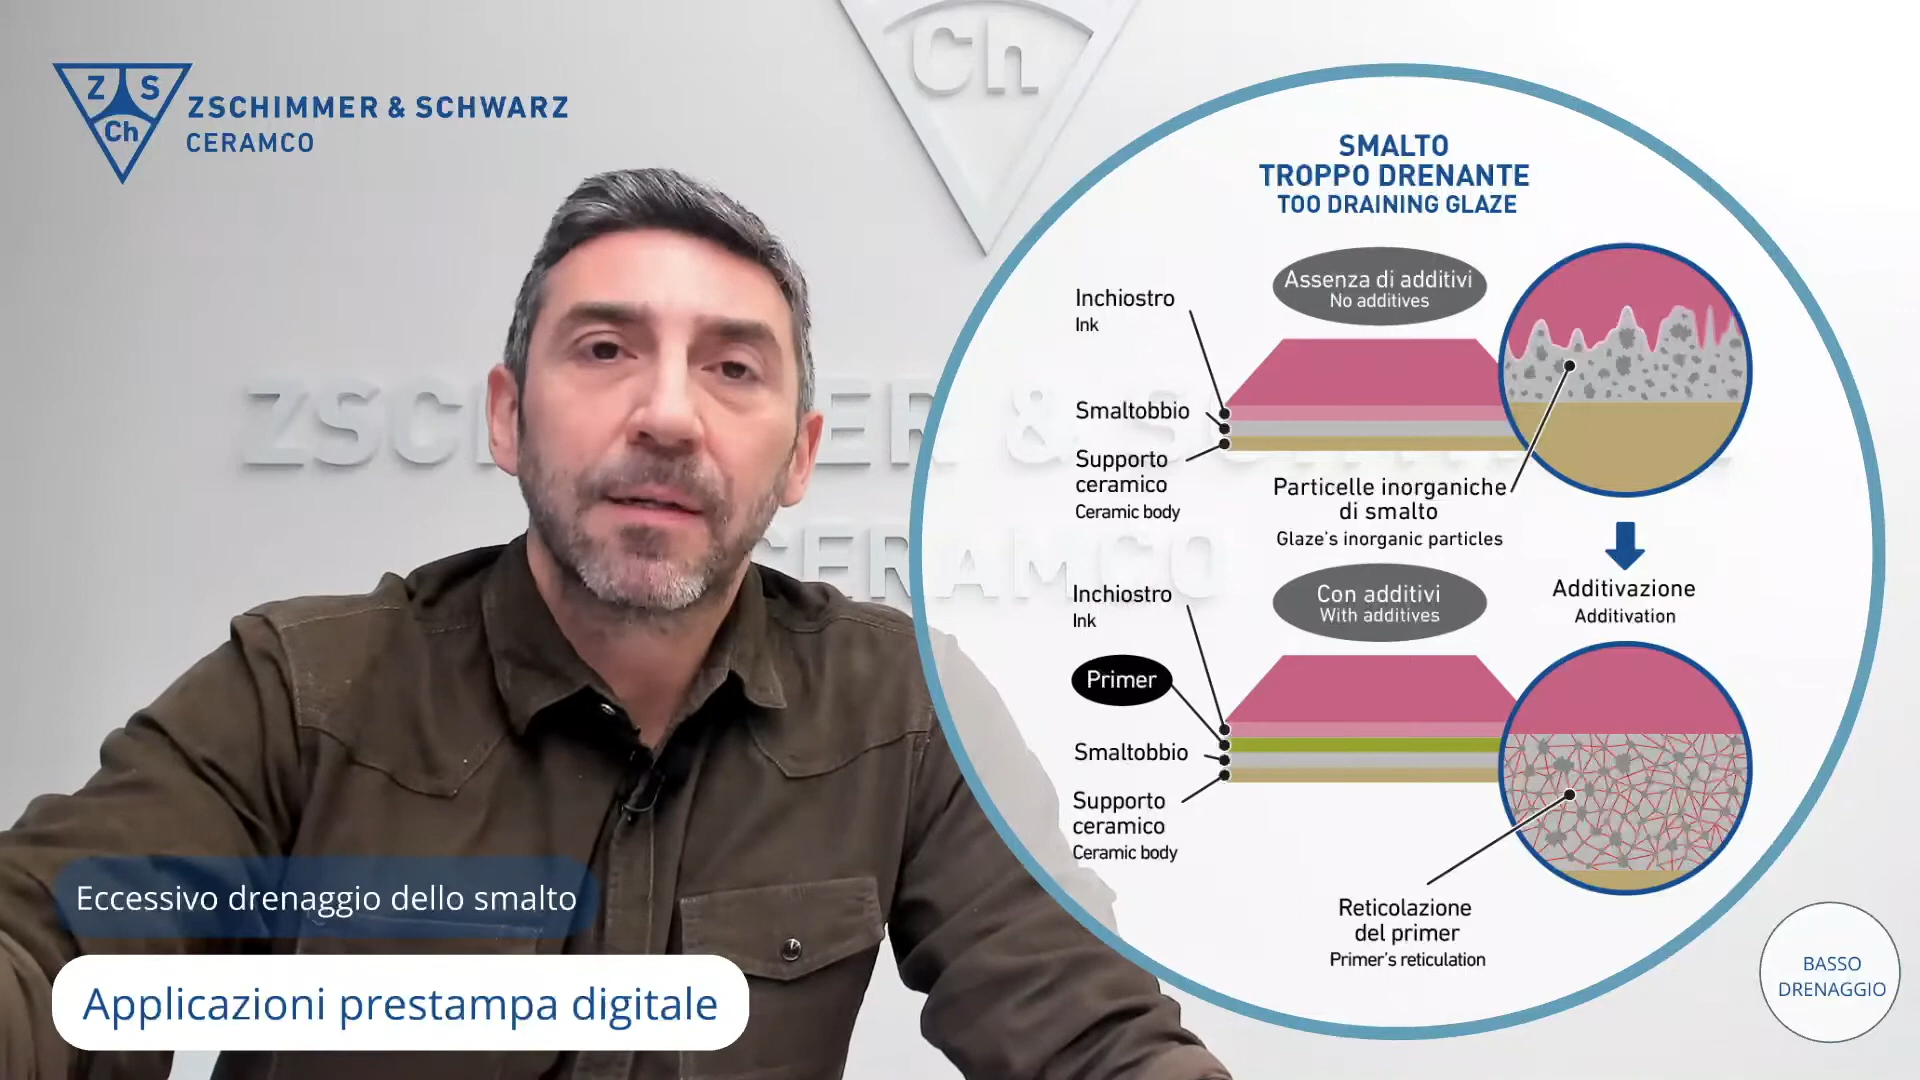 Z S
Ch
ZSCHIMMER & SCHWARZ
CERAMCO
Ch
SMALTO
TROPPO DRENANTE
TOO DRAINING GLAZE
Assenza di additivi
No additives
Inchiostro
Ink
Smaltobbio
Supporto
ceramico
Ceramic body
Particelle inorganiche
di smalto
Glaze's inorganic particles
Additivazione
Additivation
Con additivi
With additives
Inchiostro
Ink
Primer
Smaltobbio
Supporto
ceramico
Ceramic body
Reticolazione
del primer
Primer's reticulation
CERAMCO
Eccessivo drenaggio dello smalto
Applicazioni prestampa digitale
BASSO
DRENAGGIO